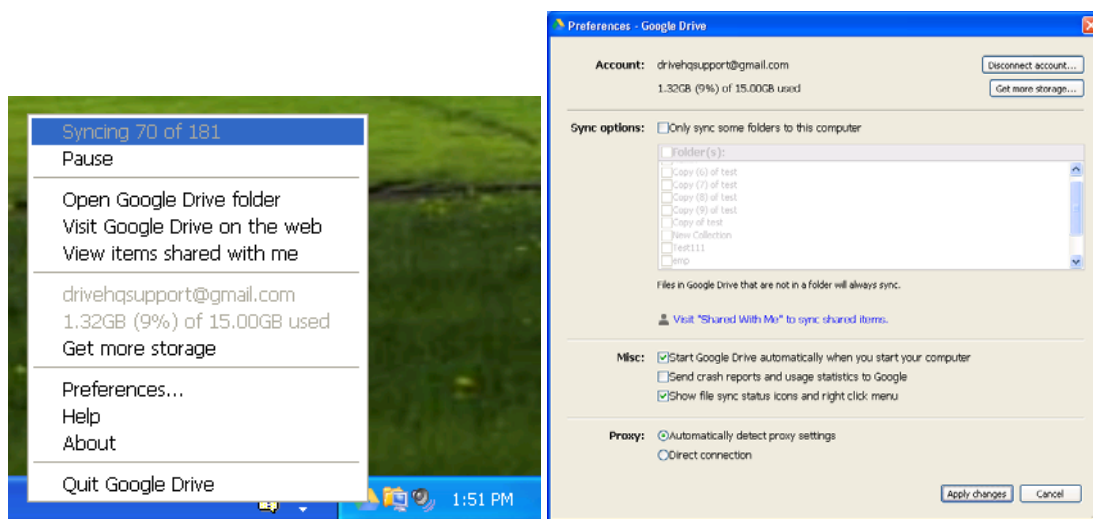 Syncing 70 of 181
Pause
Open Google Drive folder
Visit Google Drive on the web
View items shared with me
drivehqsupport@gmail.com
1.32GB (9%) of 15.00GB used
Get more storage
Preferences...
Help
About
Quit Google Drive
1:51 PM
Preferences - Google Drive
Account: drivehqsupport@gmail.com Disconnect account...
1.32GB (9%) of 15.00GB used Get more storage...
Sync options: Only sync some folders to this computer
Folder(s):
Copy (6) of test
Copy (7) of test
Copy (8) of test
Copy (9) of test
Copy of test
New Collection
Test111
emp
Files in Google Drive that are not in a folder will always sync.
Visit "Shared With Me" to sync shared items.
Misc: Start Google Drive automatically when you start your computer
Send crash reports and usage statistics to Google
Show file sync status icons and right click menu
Proxy: Automatically detect proxy settings
Direct connection
Apply changes Cancel